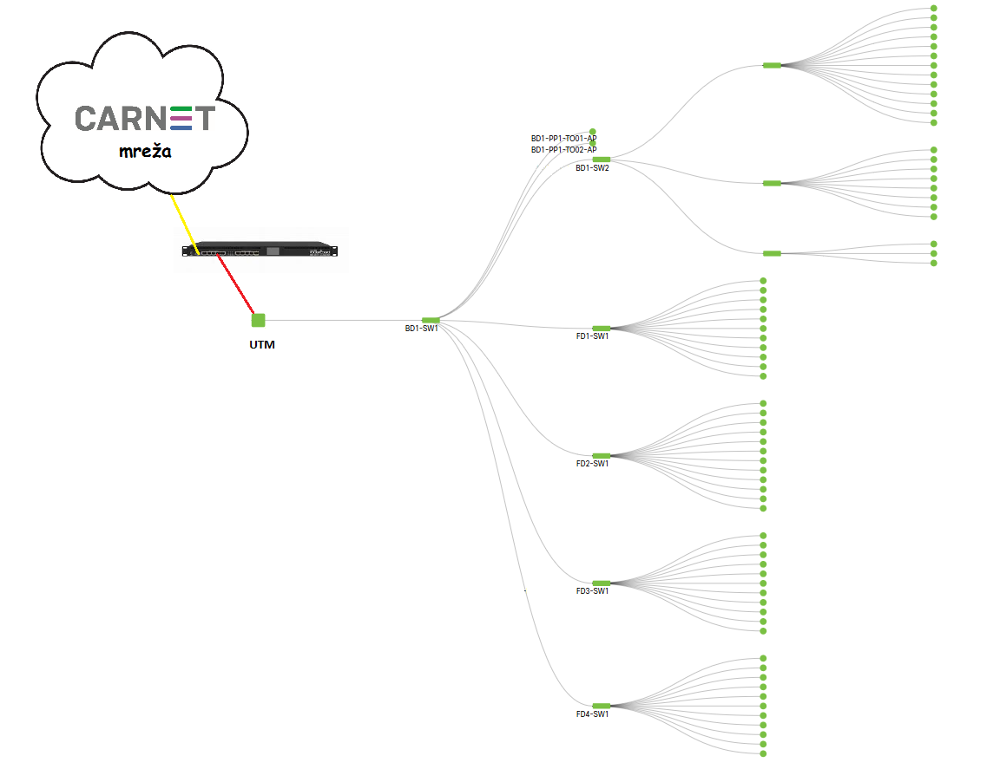 CARNET
mreža
UTM
BD1-SW1
BD1-PP1-TO01-AP
BD1-PP1-TO02-AP
BD1-SW2
FD1-SW1
FD2-SW1
FD3-SW1
FD4-SW1